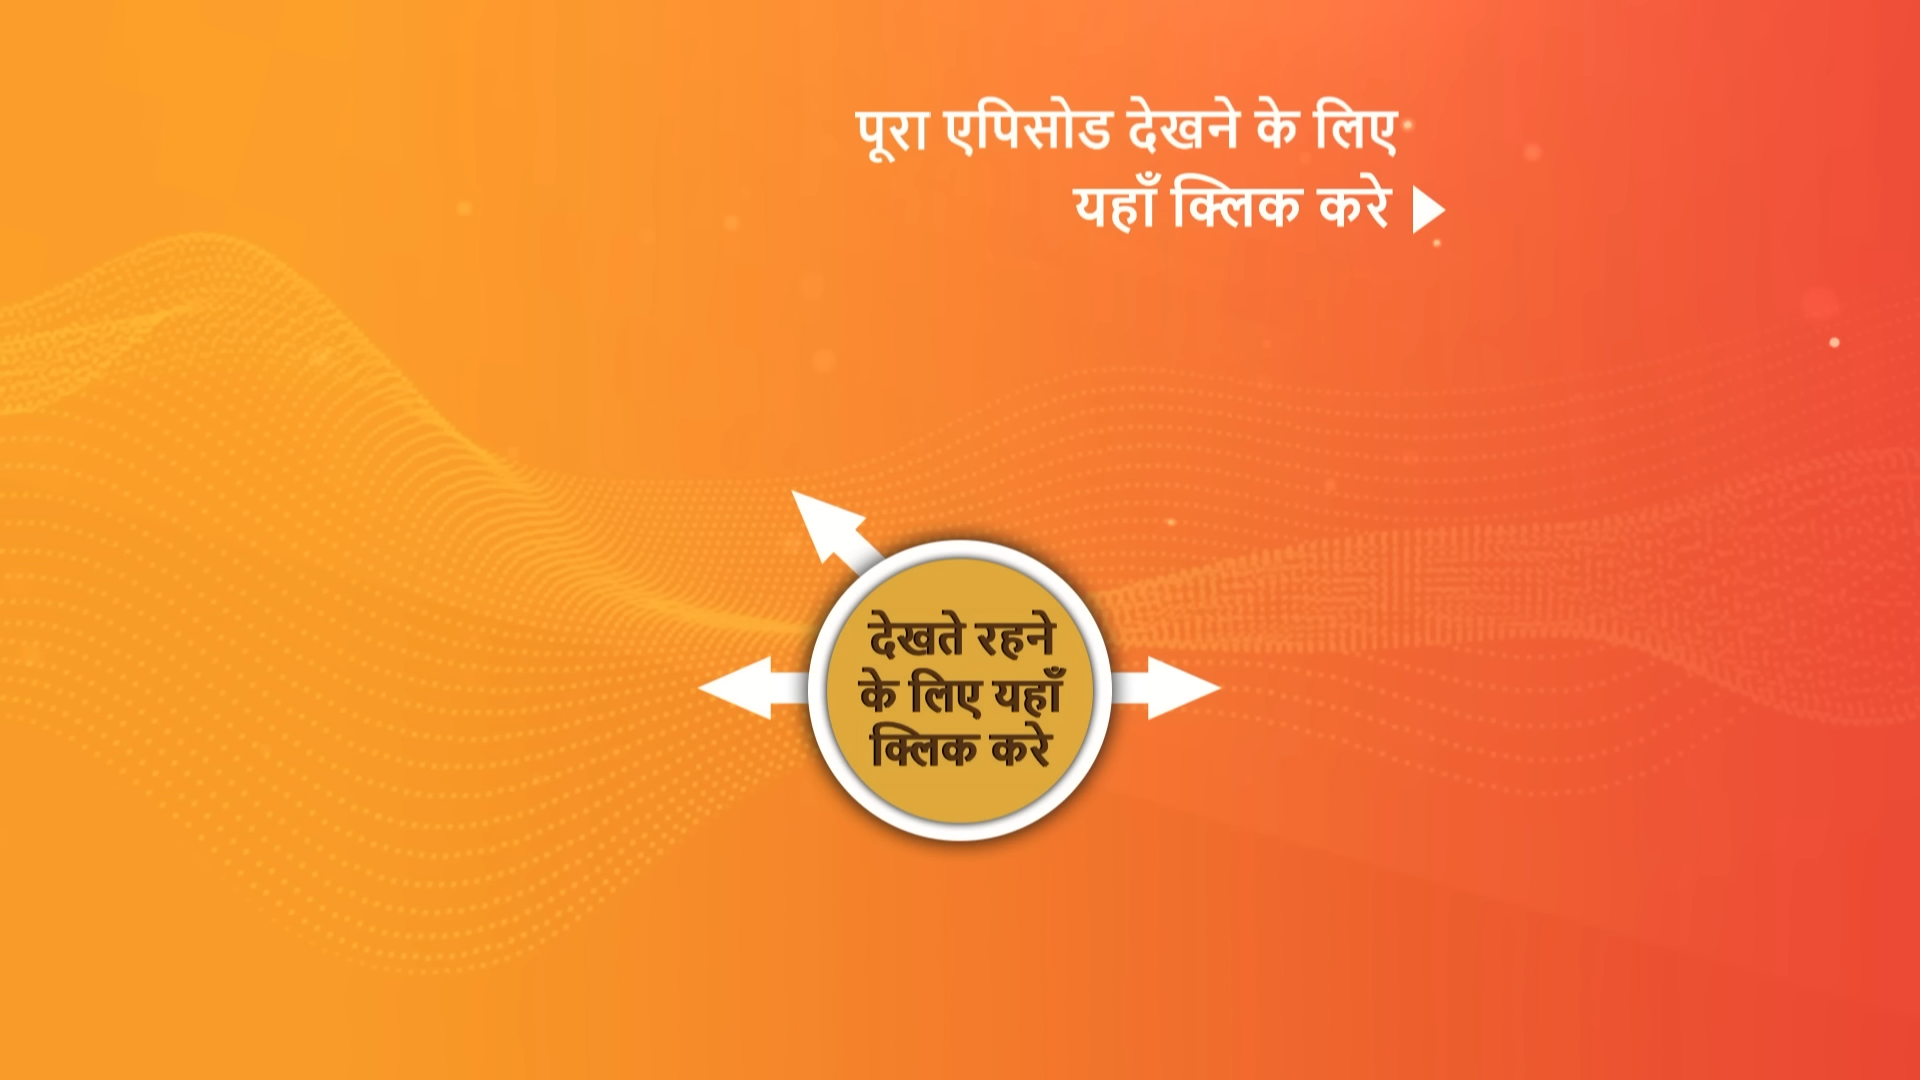 पूरा एपिसोड देखने के लिए
यहाँ क्लिक करे
देखते रहने
के लिए यहाँ
क्लिक करे